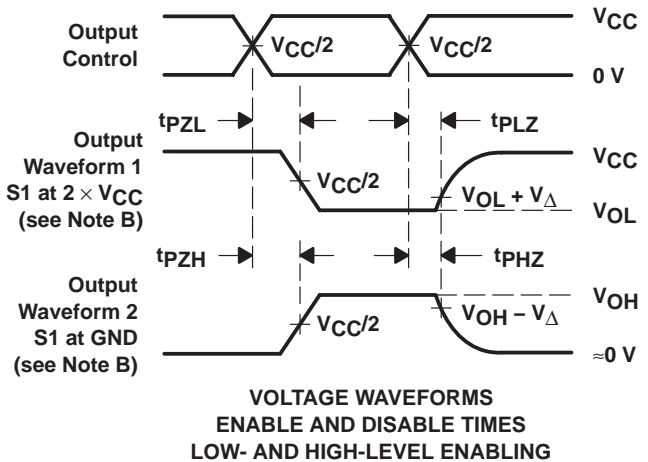 Output
Control
VCC/2
VCC/2
VCC
0 V
tPZL
tPLZ
Output
Waveform 1
S1 at 2 × VCC
(see Note B)
VCC/2
VOL + VΔ
VCC
VOL
tPZH
tPHZ
Output
Waveform 2
S1 at GND
(see Note B)
VCC/2
VOH − VΔ
VOH
≈0 V
VOLTAGE WAVEFORMS
ENABLE AND DISABLE TIMES
LOW- AND HIGH-LEVEL ENABLING